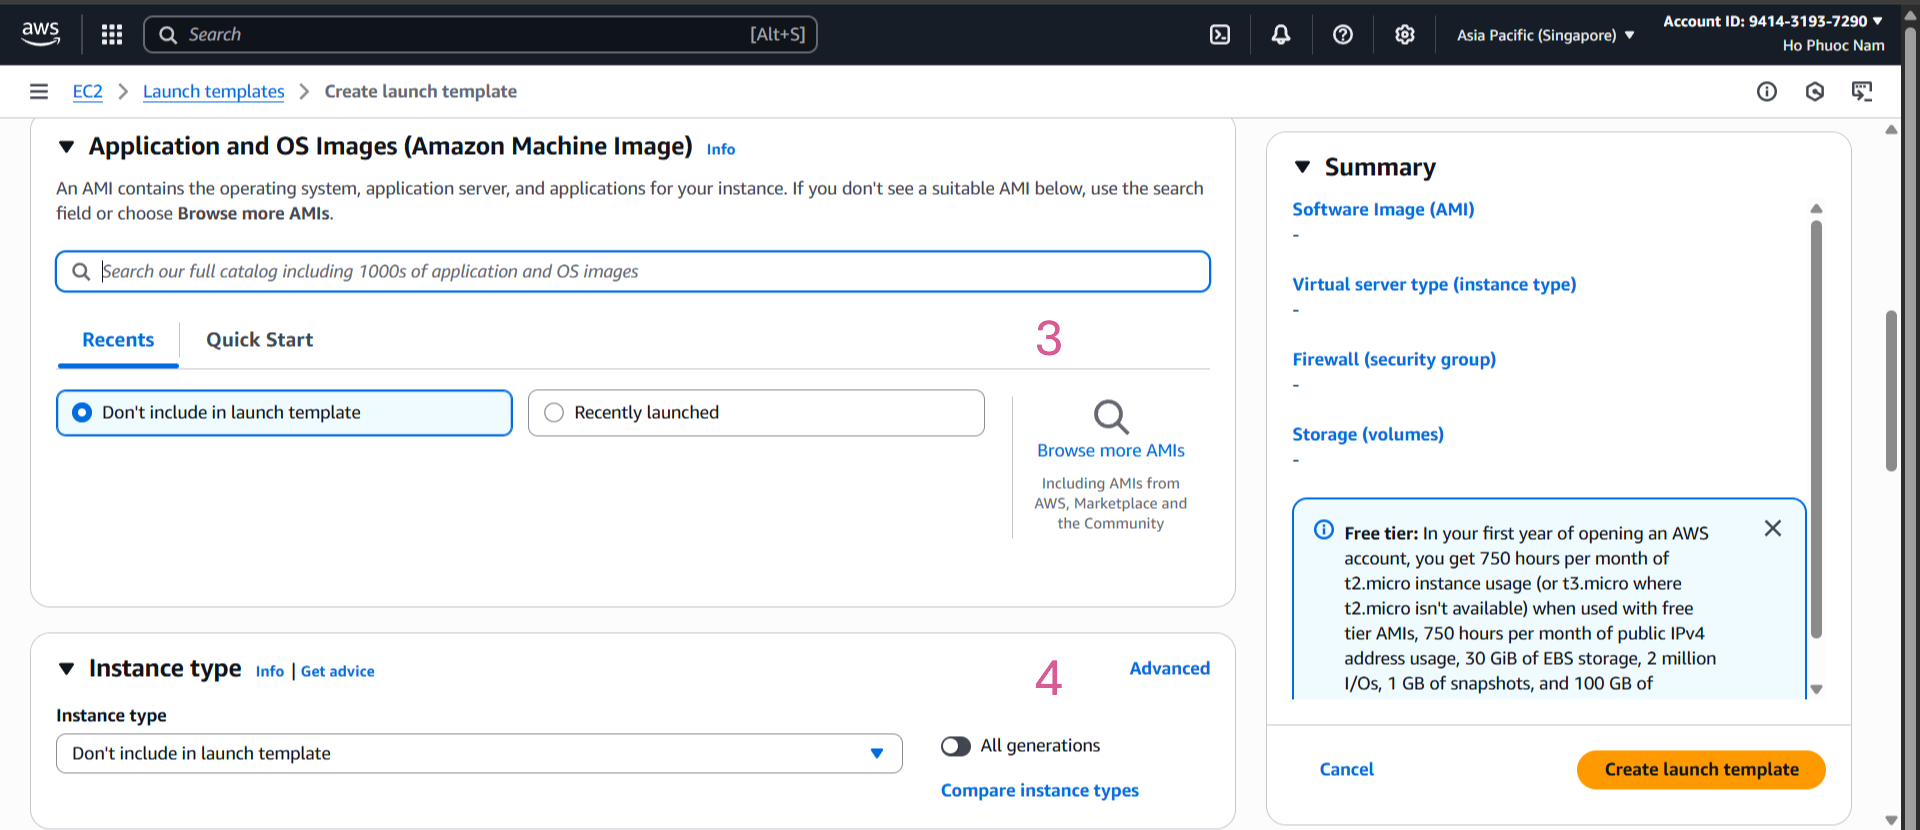 aws
Search
[Alt+S]
Asia Pacific (Singapore)
Account ID: 9414-3193-7290
Ho Phuoc Nam
EC2
Launch templates
Create launch template
Application and OS Images (Amazon Machine Image) Info
An AMI contains the operating system, application server, and applications for your instance. If you don't see a suitable AMI below, use the search
field or choose Browse more AMIs.
Search our full catalog including 1000s of application and OS images
Recents
Quick Start
3
Don't include in launch template
Recently launched
Browse more AMIs
Including AMIs from
AWS, Marketplace and
the Community
Instance type Info | Get advice
4
Advanced
Instance type
Don't include in launch template
All generations
Compare instance types
Summary
Software Image (AMI)
-
Virtual server type (instance type)
-
Firewall (security group)
-
Storage (volumes)
-
Free tier: In your first year of opening an AWS
account, you get 750 hours per month of
t2.micro instance usage (or t3.micro where
t2.micro isn't available) when used with free
tier AMIs, 750 hours per month of public IPv4
address usage, 30 GiB of EBS storage, 2 million
I/Os, 1 GB of snapshots, and 100 GB of
Cancel
Create launch template